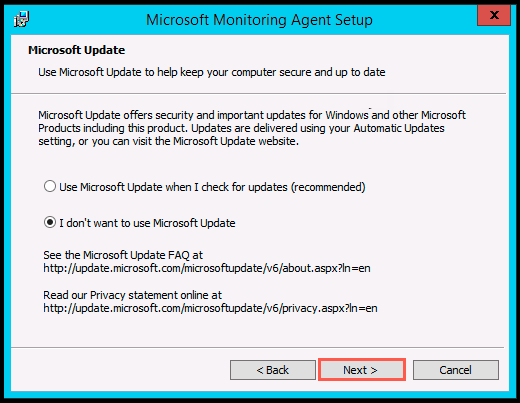 Microsoft Monitoring Agent Setup
x
Microsoft Update
Use Microsoft Update to help keep your computer secure and up to date
Microsoft Update offers security and important updates for Windows and other Microsoft
Products including this product. Updates are delivered using your Automatic Updates
setting, or you can visit the Microsoft Update website.
Use Microsoft Update when I check for updates (recommended)
I don't want to use Microsoft Update
See the Microsoft Update FAQ at
http://update.microsoft.com/microsoftupdate/v6/about.aspx?ln=en
Read our Privacy statement online at
http://update.microsoft.com/microsoftupdate/v6/privacy.aspx?ln=en
< Back Next > Cancel